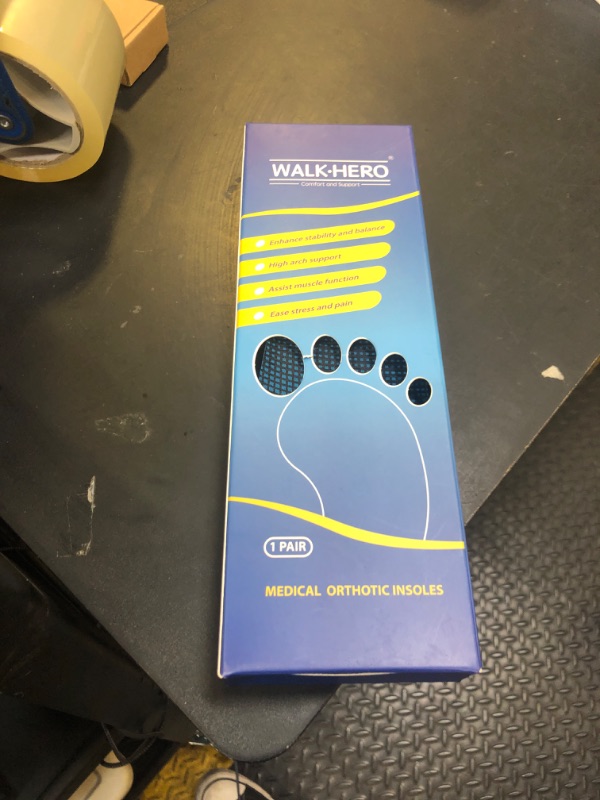 WALK·HERO®
Comfort and Support
Enhance stability and balance
High arch support
Assist muscle function
Ease stress and pain
1 PAIR
MEDICAL ORTHOTIC INSOLES